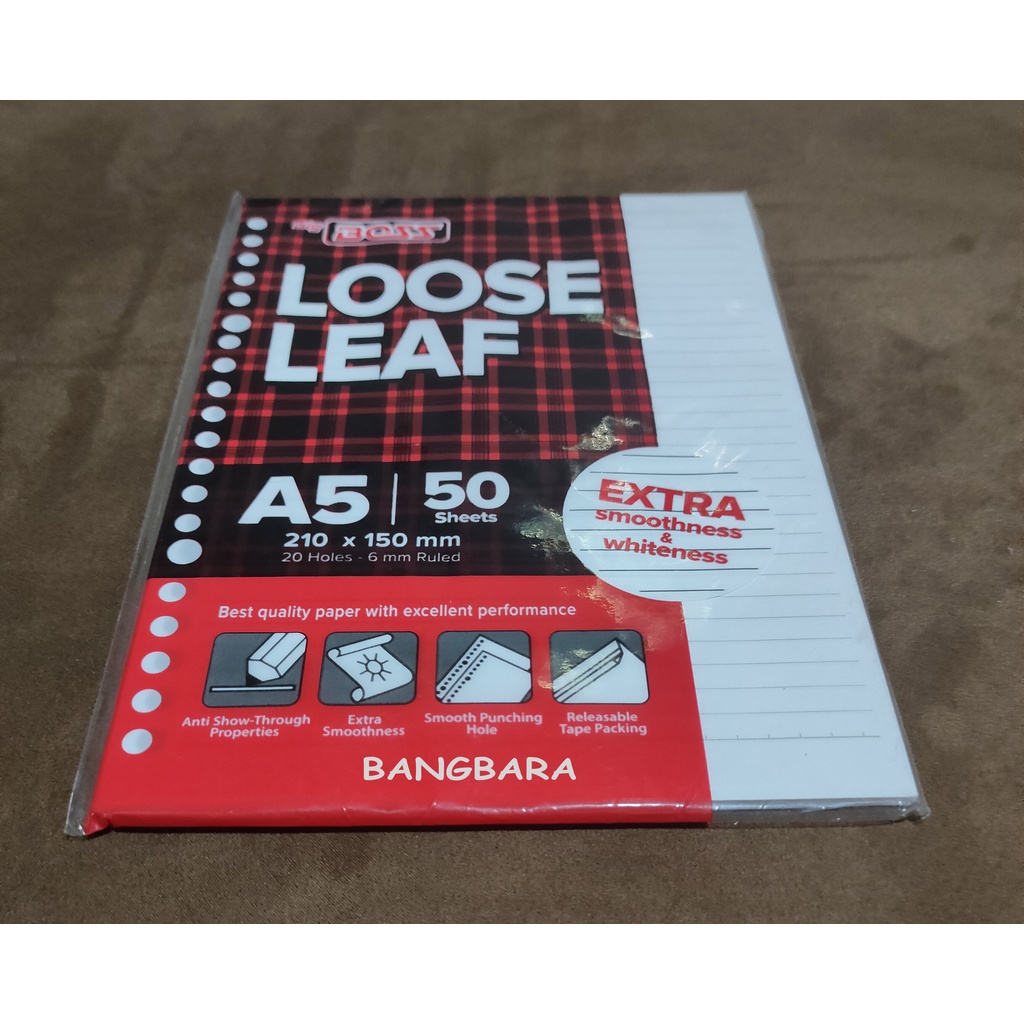 My BOSS
LOOSE
LEAF
A5 | 50
Sheets
210 x 150 mm
20 Holes - 6 mm Ruled
EXTRA
smoothness
&
whiteness
Best quality paper with excellent performance
Anti Show-Through
Properties
Extra
Smoothness
Smooth Punching
Hole
Releasable
Tape Packing
BANGBARA